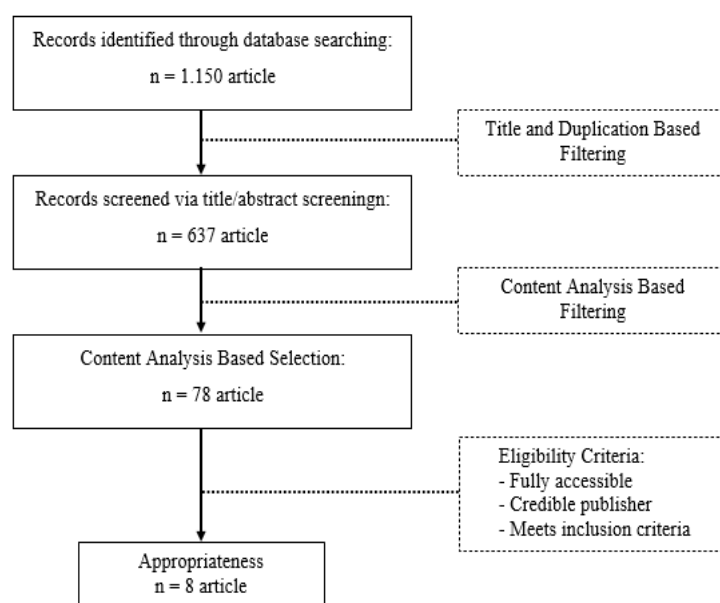 Records identified through database searching:
n = 1.150 article
Title and Duplication Based
Filtering
Records screened via title/abstract screeningn:
n = 637 article
Content Analysis Based
Filtering
Content Analysis Based Selection:
n = 78 article
Eligibility Criteria:
- Fully accessible
- Credible publisher
- Meets inclusion criteria
Appropriateness
n = 8 article